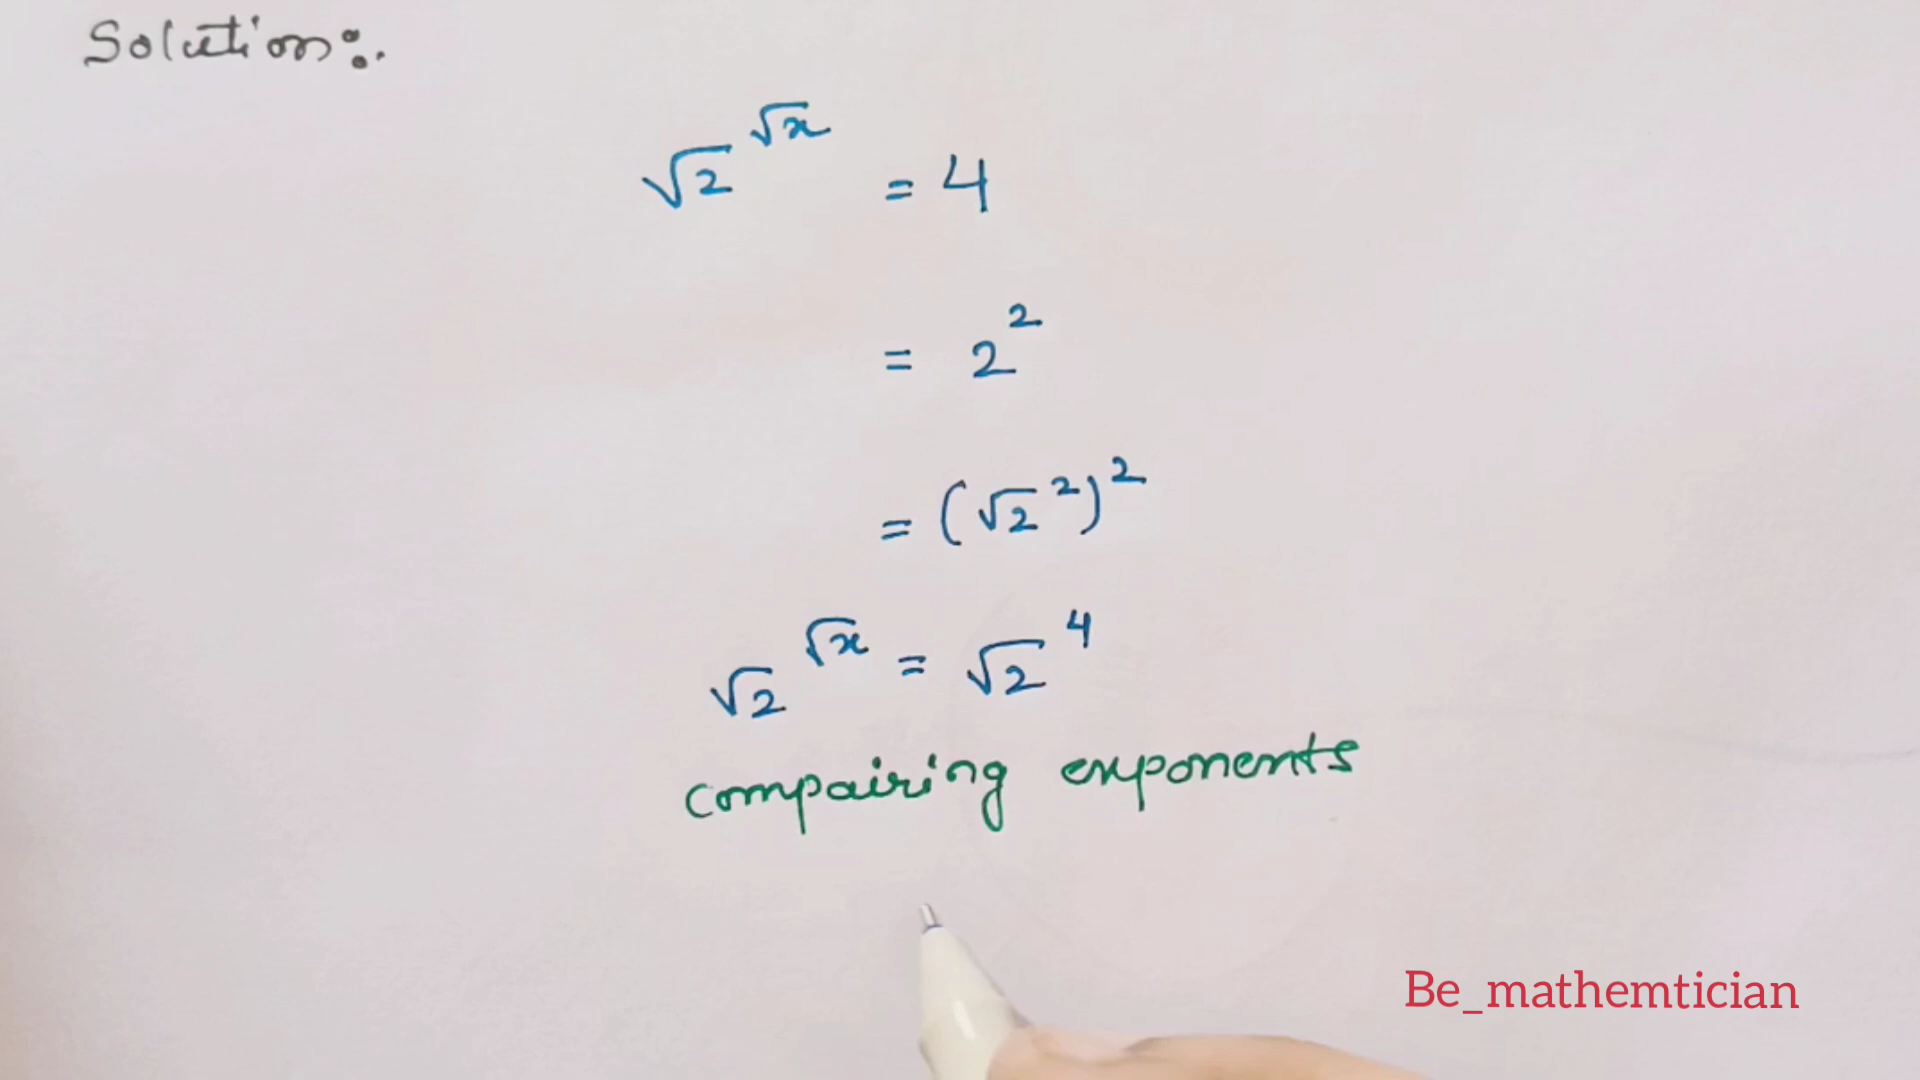 Solution:.
√2^√x = 4
= 2^2
= (√2^2)^2
√2^√x = √2^4
compairing exponents
Be_mathemtician